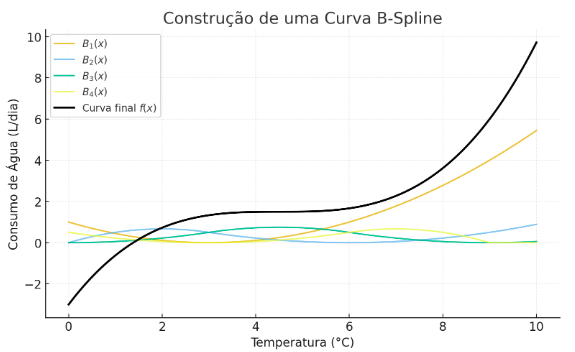 Construção de uma Curva B-Spline
B₁(x)
B₂(x)
B₃(x)
B₄(x)
Curva final f(x)
Consumo de Água (L/dia)
10
8
6
4
2
0
−2
0 2 4 6 8 10
Temperatura (°C)